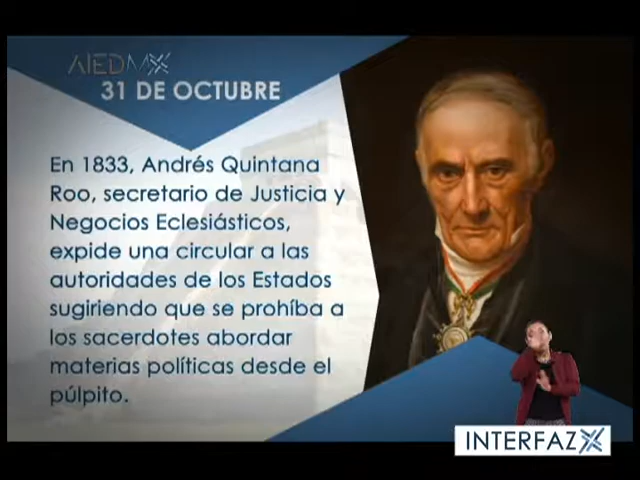 AIEDMX
31 DE OCTUBRE
En 1833, Andrés Quintana
Roo, secretario de Justicia y
Negocios Eclesiásticos,
expide una circular a las
autoridades de los Estados
sugiriendo que se prohíba a
los sacerdotes abordar
materias políticas desde el
púlpito.
INTERFAZ